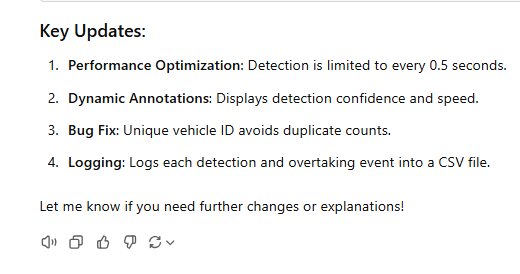 Key Updates:
1. Performance Optimization: Detection is limited to every 0.5 seconds.
2. Dynamic Annotations: Displays detection confidence and speed.
3. Bug Fix: Unique vehicle ID avoids duplicate counts.
4. Logging: Logs each detection and overtaking event into a CSV file.
Let me know if you need further changes or explanations!